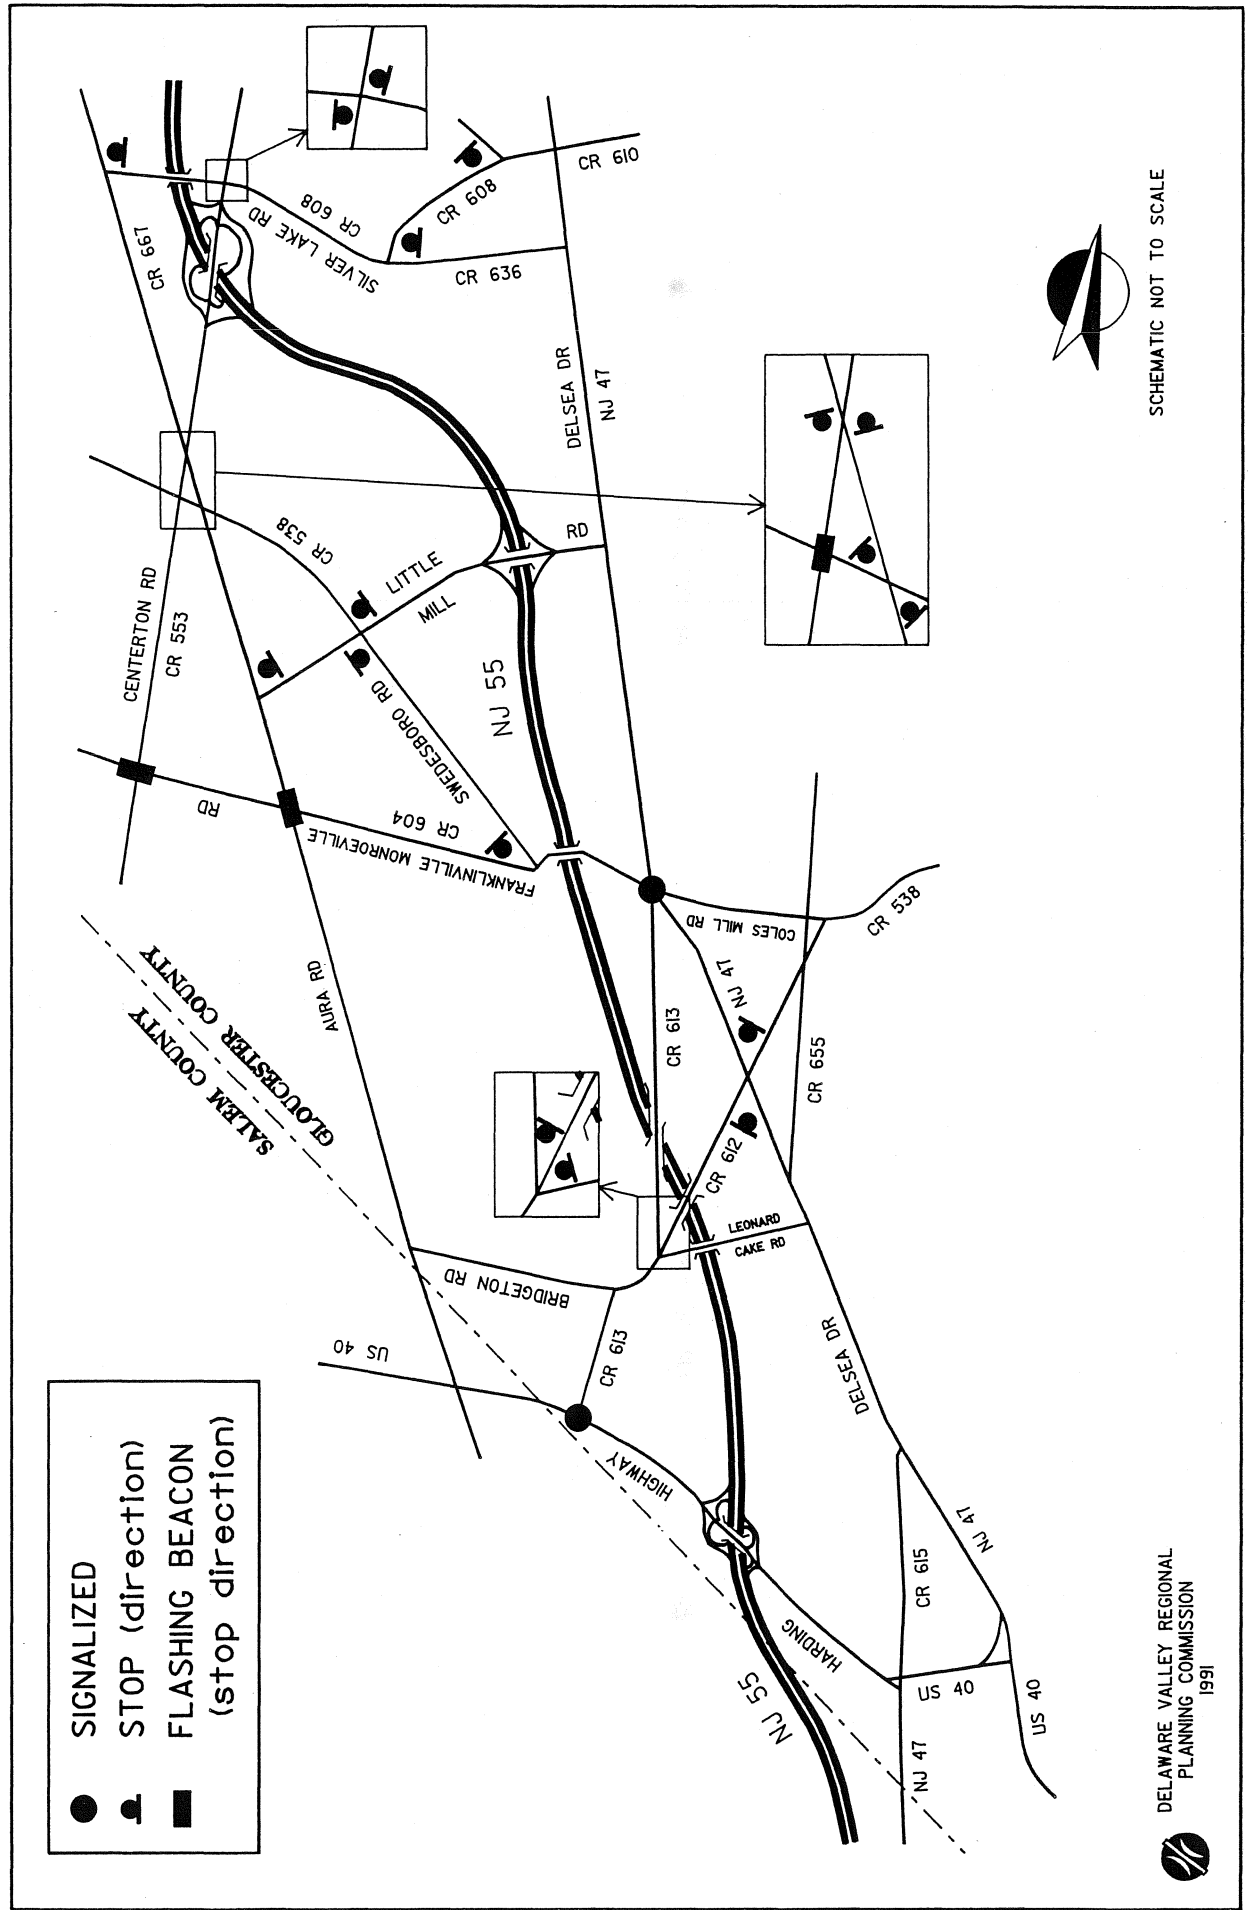 SIGNALIZED
STOP (direction)
FLASHING BEACON
(stop direction)
CR 667
CR 608
SILVER LAKE RD
CR 608
CR 610
CR 636
DELSEA DR
NJ 47
CENTERTON RD
CR 553
CR 538
LITTLE
MILL
RD
SWEDESBORO RD
NJ 55
RD
CR 604
FRANKLINVILLE MONROEVILLE
COLES MILL RD
CR 538
AURA RD
GLOUCESTER COUNTY
SALEM COUNTY
CR 613
NJ 47
CR 655
CR 612
LEONARD
CAKE RD
BRIDGETON RD
US 40
CR 613
DELSEA DR
HIGHWAY
NJ 47
CR 615
HARDING
NJ 55
US 40
US 40
NJ 47
SCHEMATIC NOT TO SCALE
DELAWARE VALLEY REGIONAL
PLANNING COMMISSION
1991